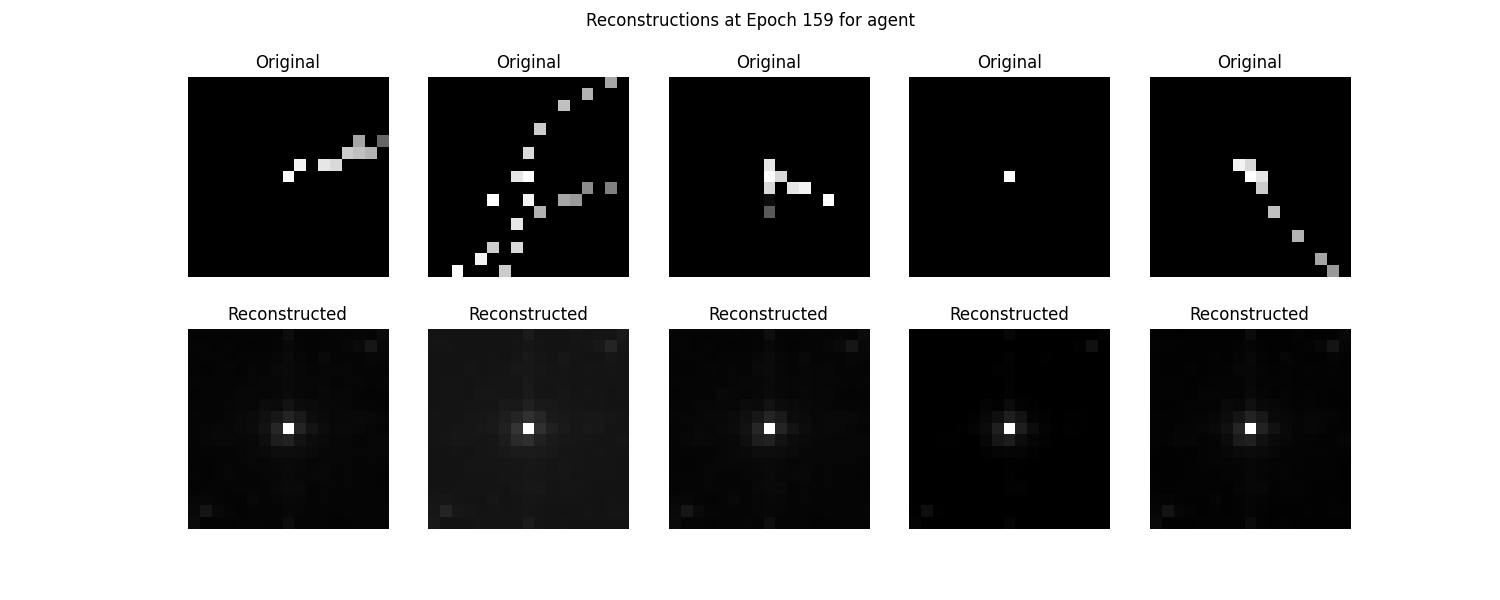 Reconstructions at Epoch 159 for agent
Original Original Original Original Original
Reconstructed Reconstructed Reconstructed Reconstructed Reconstructed